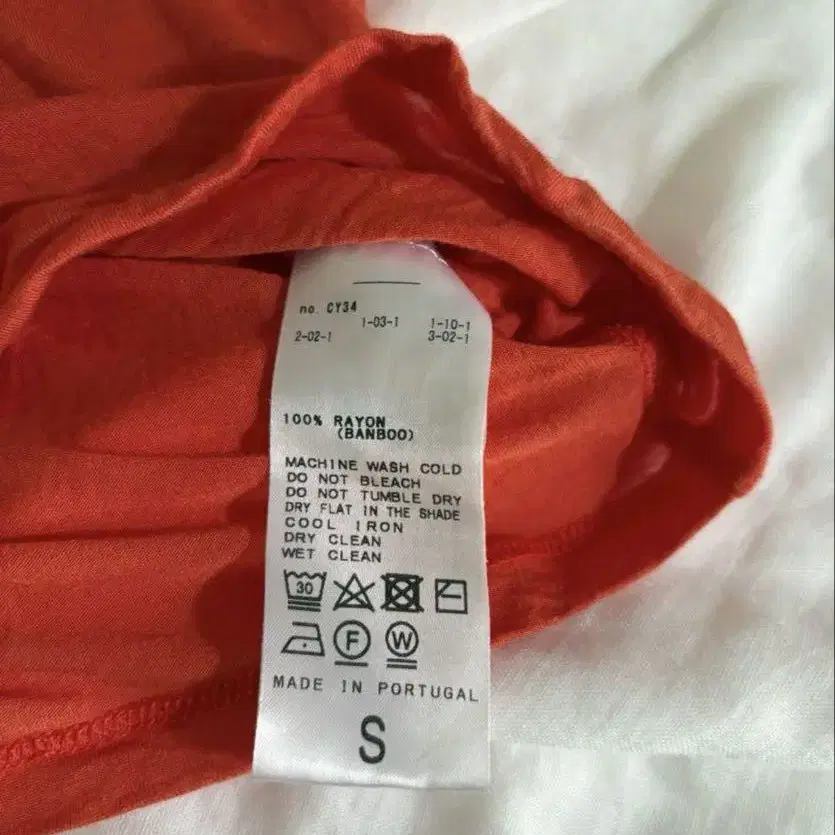 no. CY34
1-03-1 1-10-1
2-02-1 3-02-1
100% RAYON
(BANBOO)
MACHINE WASH COLD
DO NOT BLEACH
DO NOT TUMBLE DRY
DRY FLAT IN THE SHADE
COOL IRON
DRY CLEAN
WET CLEAN
30
F W
MADE IN PORTUGAL
S